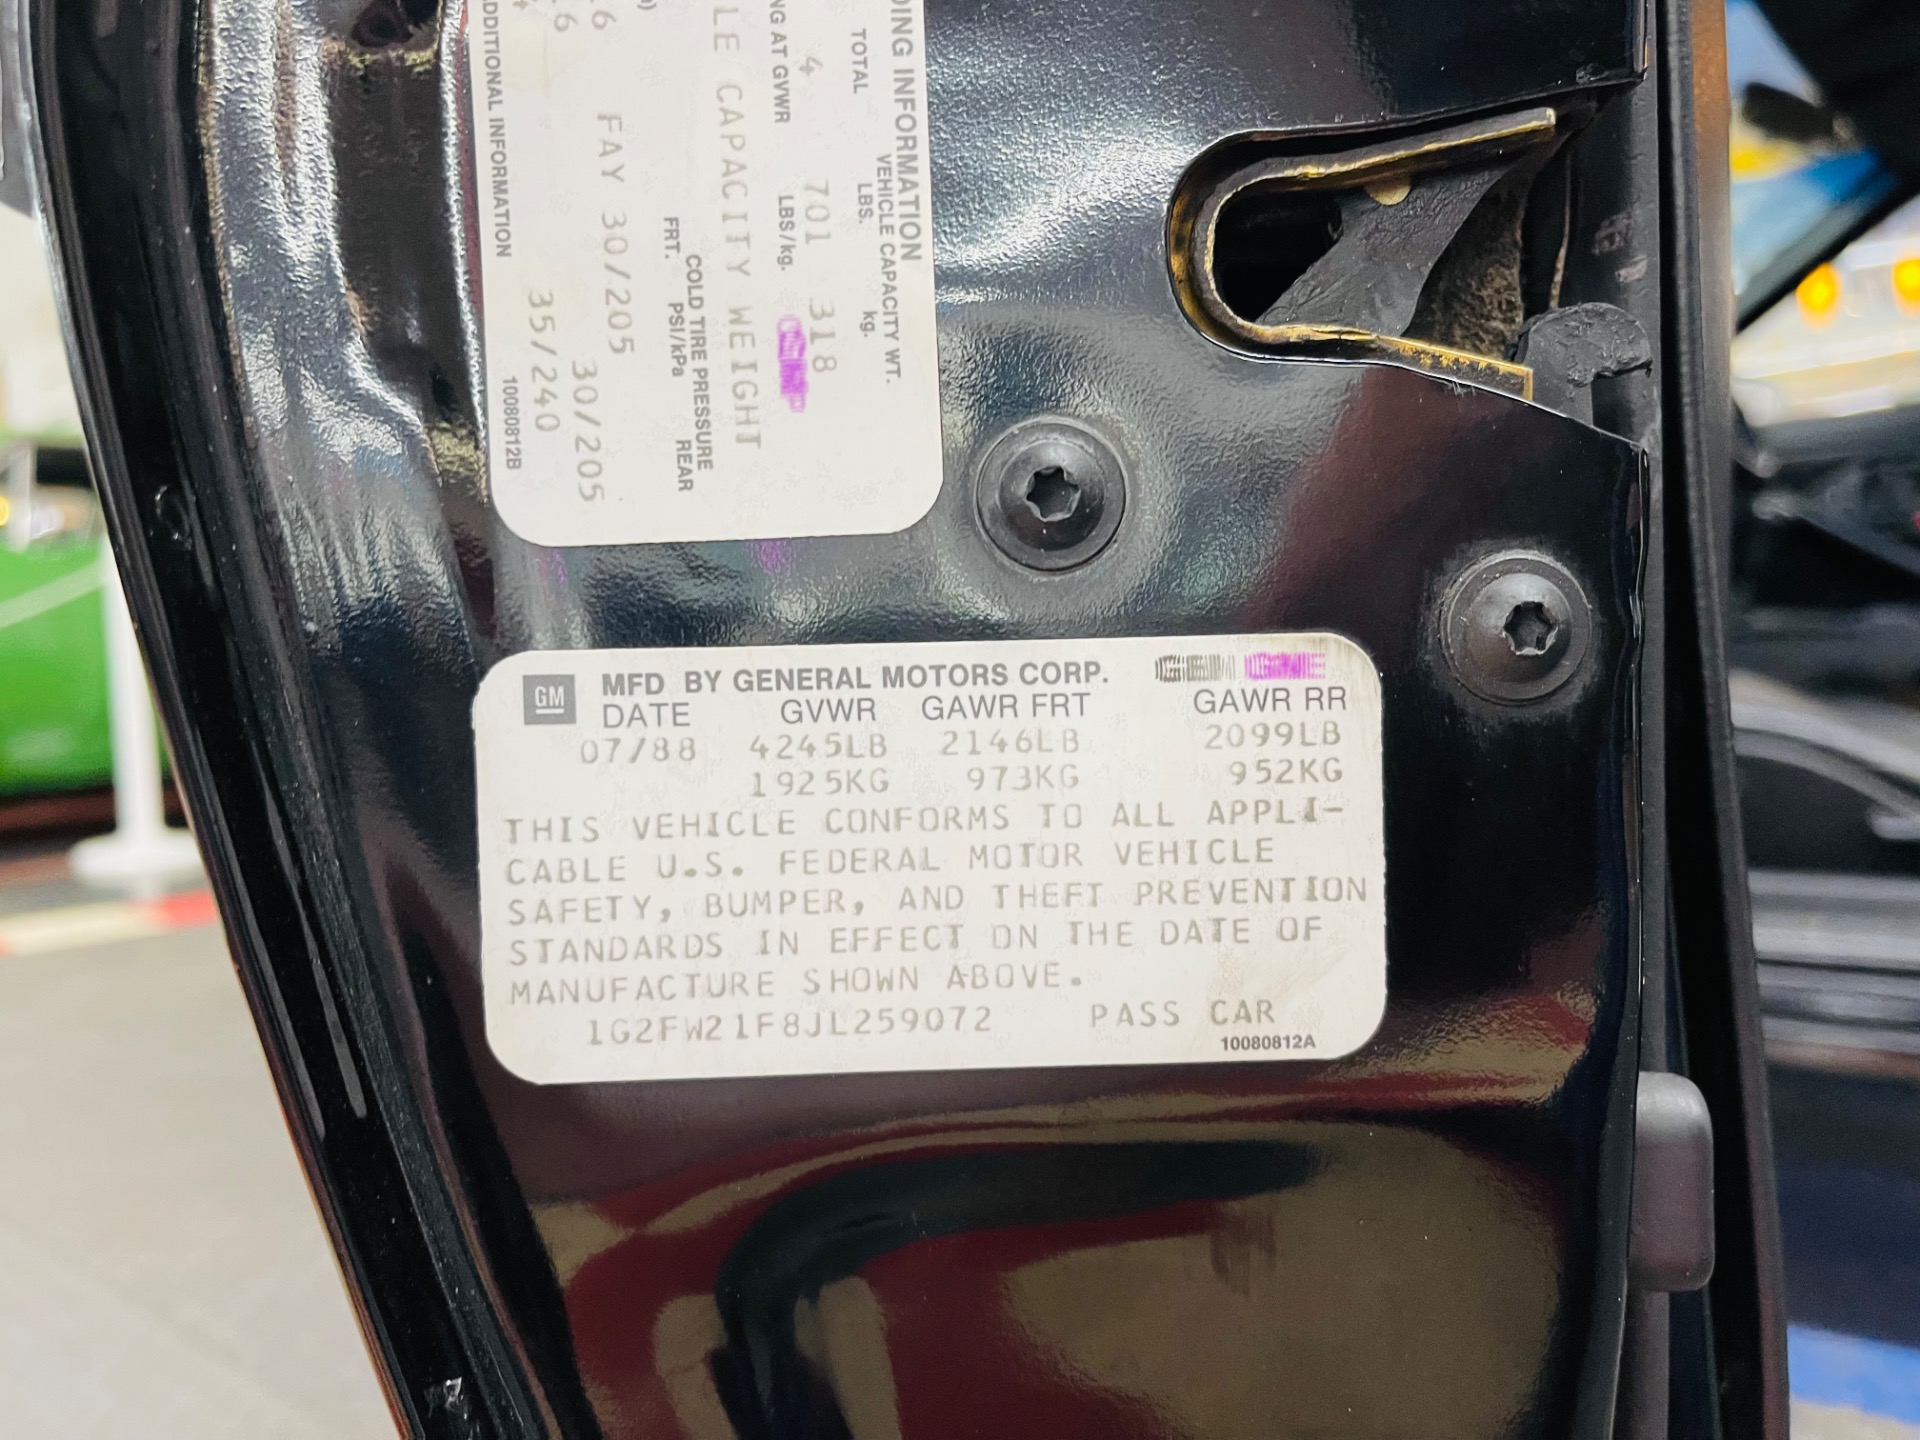 DING INFORMATION
VEHICLE CAPACITY WT.
TOTAL LBS. kg.
4 701 318
NG AT GVWR LBS/kg.
LE CAPACITY WEIGHT
COLD TIRE PRESSURE
FRT. PSI/kPa REAR
FAY 30/205 30/205
35/240
ADDITIONAL INFORMATION 10080812B
GM MFD BY GENERAL MOTORS CORP.
DATE GVWR GAWR FRT GAWR RR
07/88 4245LB 2146LB 2099LB
1925KG 973KG 952KG
THIS VEHICLE CONFORMS TO ALL APPLI-
CABLE U.S. FEDERAL MOTOR VEHICLE
SAFETY, BUMPER, AND THEFT PREVENTION
STANDARDS IN EFFECT ON THE DATE OF
MANUFACTURE SHOWN ABOVE.
1G2FW21F8JL259072 PASS CAR
10080812A